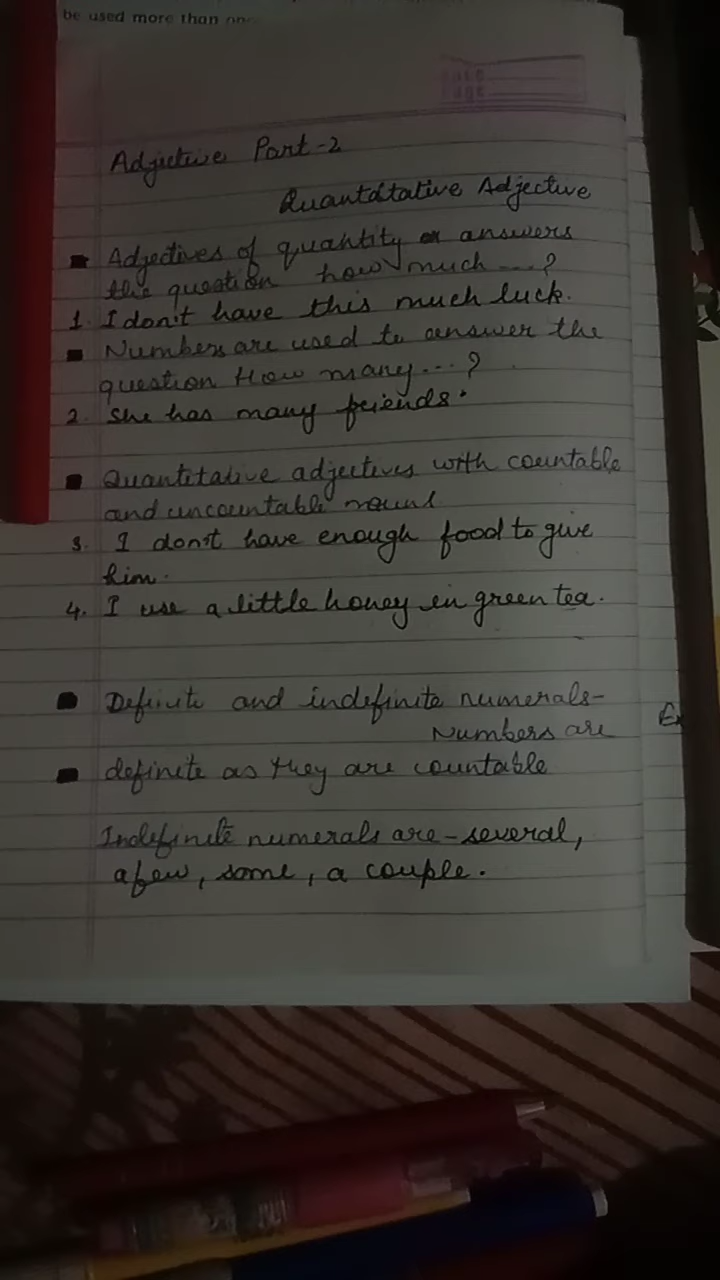 be used more than one
Date
Page
Adjective Part-2
Quantitative Adjective
Adjectives of quantity answers
the question how much....?
1. I don't have this much luck.
Numbers are used to answer the
question How many....?
2. She has many friends.
Quantitative adjectives with countable
and uncountable nouns
3. I don't have enough food to give
him.
4. I use a little honey in green tea.
Definite and indefinite numerals-
Numbers are
definite as they are countable
Indefinite numerals are - several,
a few, some, a couple.